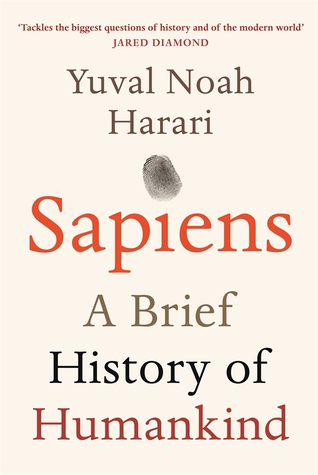 ‘Tackles the biggest questions of history and of the modern world’
JARED DIAMOND
Yuval Noah
Harari
Sapiens
A Brief
History of
Humankind